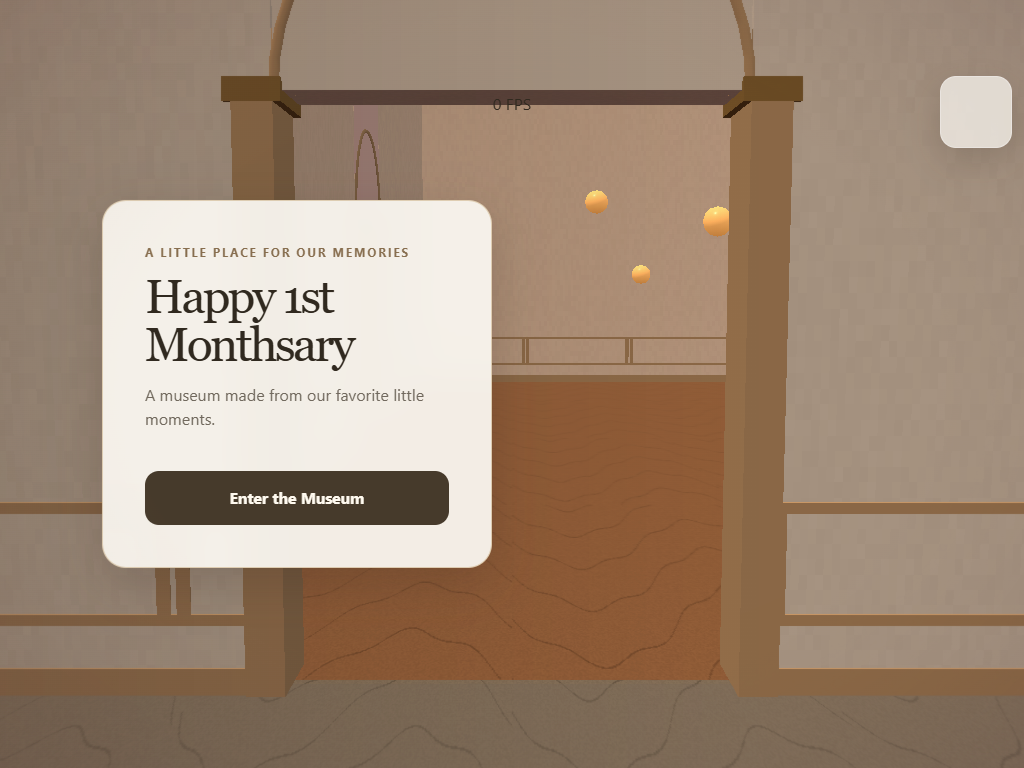 0 FPS
A LITTLE PLACE FOR OUR MEMORIES
Happy 1st
Monthsary
A museum made from our favorite little
moments.
Enter the Museum